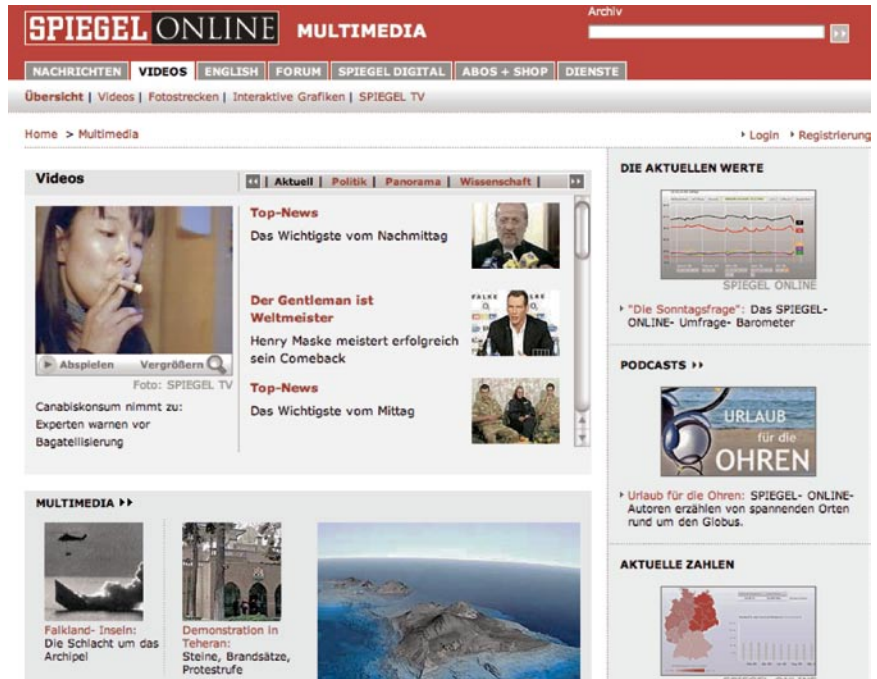 Archiv
SPIEGEL ONLINE MULTIMEDIA
NACHRICHTEN VIDEOS ENGLISH FORUM SPIEGEL DIGITAL ABOS + SHOP DIENSTE
Übersicht | Videos | Fotostrecken | Interaktive Grafiken | SPIEGEL TV
Home > Multimedia
Login Registrierung
Videos
Aktuell | Politik | Panorama | Wissenschaft |
Abspielen Vergrößern
Foto: SPIEGEL TV
Canabiskonsum nimmt zu:
Experten warnen vor
Bagatellisierung
Top-News
Das Wichtigste vom Nachmittag
Der Gentleman ist
Weltmeister
Henry Maske meistert erfolgreich
sein Comeback
Top-News
Das Wichtigste vom Mittag
MULTIMEDIA
Falkland- Inseln:
Die Schlacht um das
Archipel
Demonstration in
Teheran:
Steine, Brandsätze,
Protestrufe
DIE AKTUELLEN WERTE
SPIEGEL ONLINE
"Die Sonntagsfrage": Das SPIEGEL-
ONLINE- Umfrage- Barometer
PODCASTS
URLAUB
für die
OHREN
Urlaub für die Ohren: SPIEGEL- ONLINE-
Autoren erzählen von spannenden Orten
rund um den Globus.
AKTUELLE ZAHLEN
SPIEGEL ONLINE